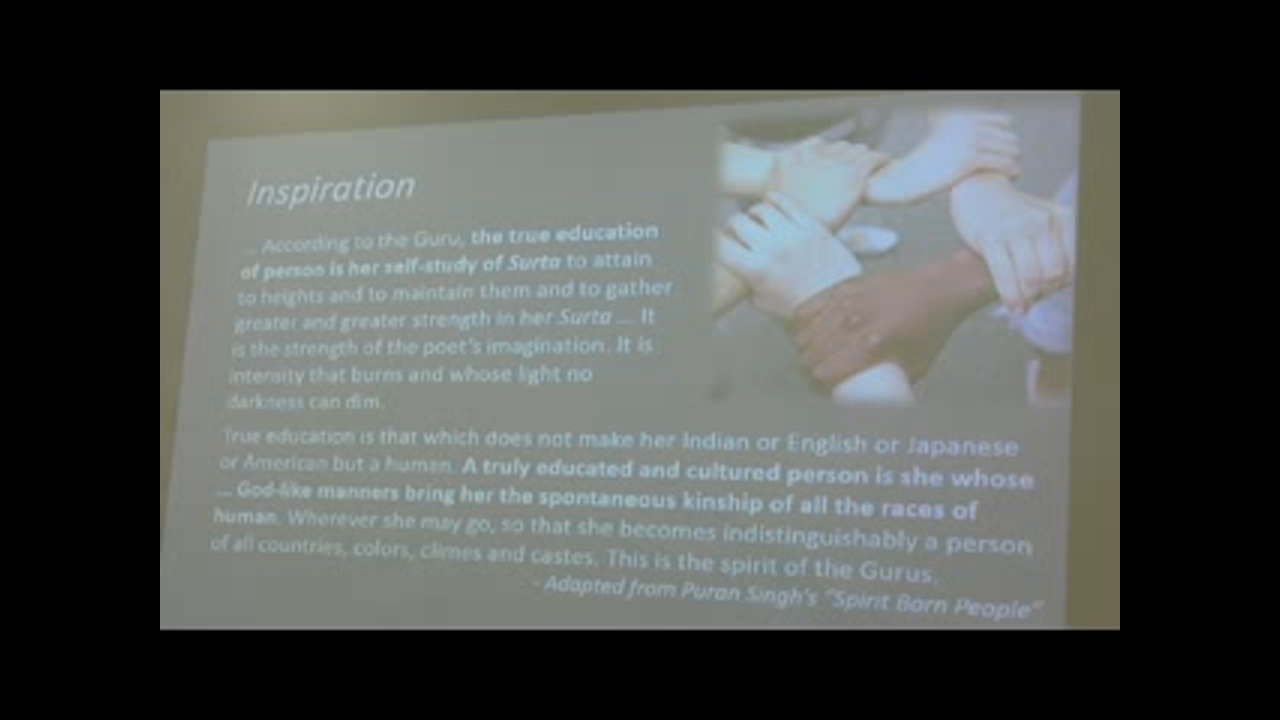 Inspiration
... According to the Guru, the true education
of person is her self-study of Surta to attain
to heights and to maintain them and to gather
greater and greater strength in her Surta ... It
is the strength of the poet's imagination. It is
intensity that burns and whose light no
darkness can dim.
True education is that which does not make her Indian or English or Japanese
or American but a human. A truly educated and cultured person is she whose
... God-like manners bring her the spontaneous kinship of all the races of
human. Wherever she may go, so that she becomes indistinguishably a person
of all countries, colors, climes and castes. This is the spirit of the Gurus.
- Adapted from Puran Singh's "Spirit Born People"